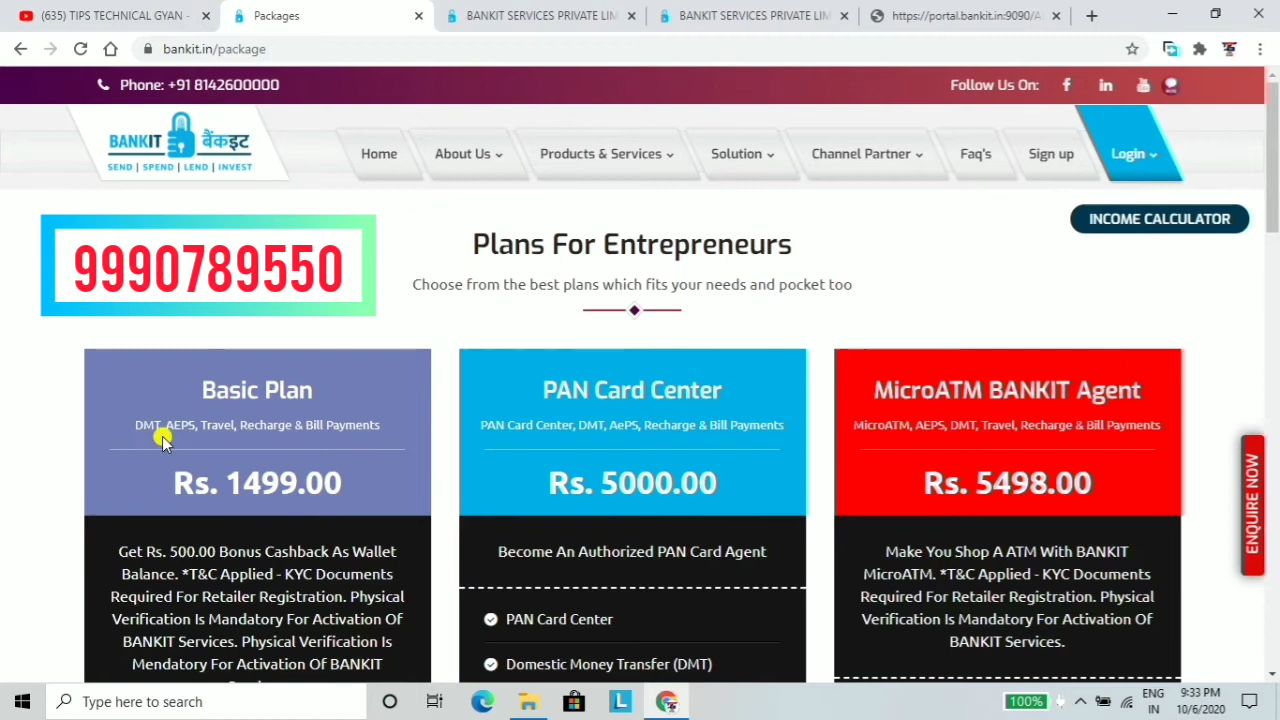 (635) TIPS TECHNICAL GYAN -
Packages
BANKIT SERVICES PRIVATE LIM
BANKIT SERVICES PRIVATE LIM
https://portal.bankit.in:9090/A
bankit.in/package
Phone: +91 8142600000
Follow Us On:
BANKIT बैंकइट
SEND | SPEND | LEND | INVEST
Home
About Us
Products & Services
Solution
Channel Partner
Faq's
Sign up
Login
INCOME CALCULATOR
9990789550
Plans For Entrepreneurs
Choose from the best plans which fits your needs and pocket too
Basic Plan
DMT, AEPS, Travel, Recharge & Bill Payments
Rs. 1499.00
Get Rs. 500.00 Bonus Cashback As Wallet
Balance. *T&C Applied - KYC Documents
Required For Retailer Registration. Physical
Verification Is Mandatory For Activation Of
BANKIT Services. Physical Verification Is
Mendatory For Activation Of BANKIT
PAN Card Center
PAN Card Center, DMT, AePS, Recharge & Bill Payments
Rs. 5000.00
Become An Authorized PAN Card Agent
PAN Card Center
Domestic Money Transfer (DMT)
MicroATM BANKIT Agent
MicroATM, AEPS, DMT, Travel, Recharge & Bill Payments
Rs. 5498.00
Make You Shop A ATM With BANKIT
MicroATM. *T&C Applied - KYC Documents
Required For Retailer Registration. Physical
Verification Is Mandatory For Activation Of
BANKIT Services.
ENQUIRE NOW
Type here to search
100%
ENG
IN
9:33 PM
10/6/2020